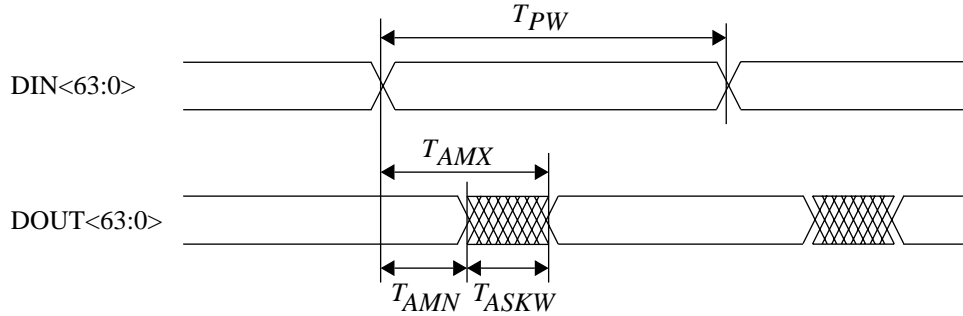 T_PW
DIN<63:0>
T_AMX
DOUT<63:0>
T_AMN T_ASKW